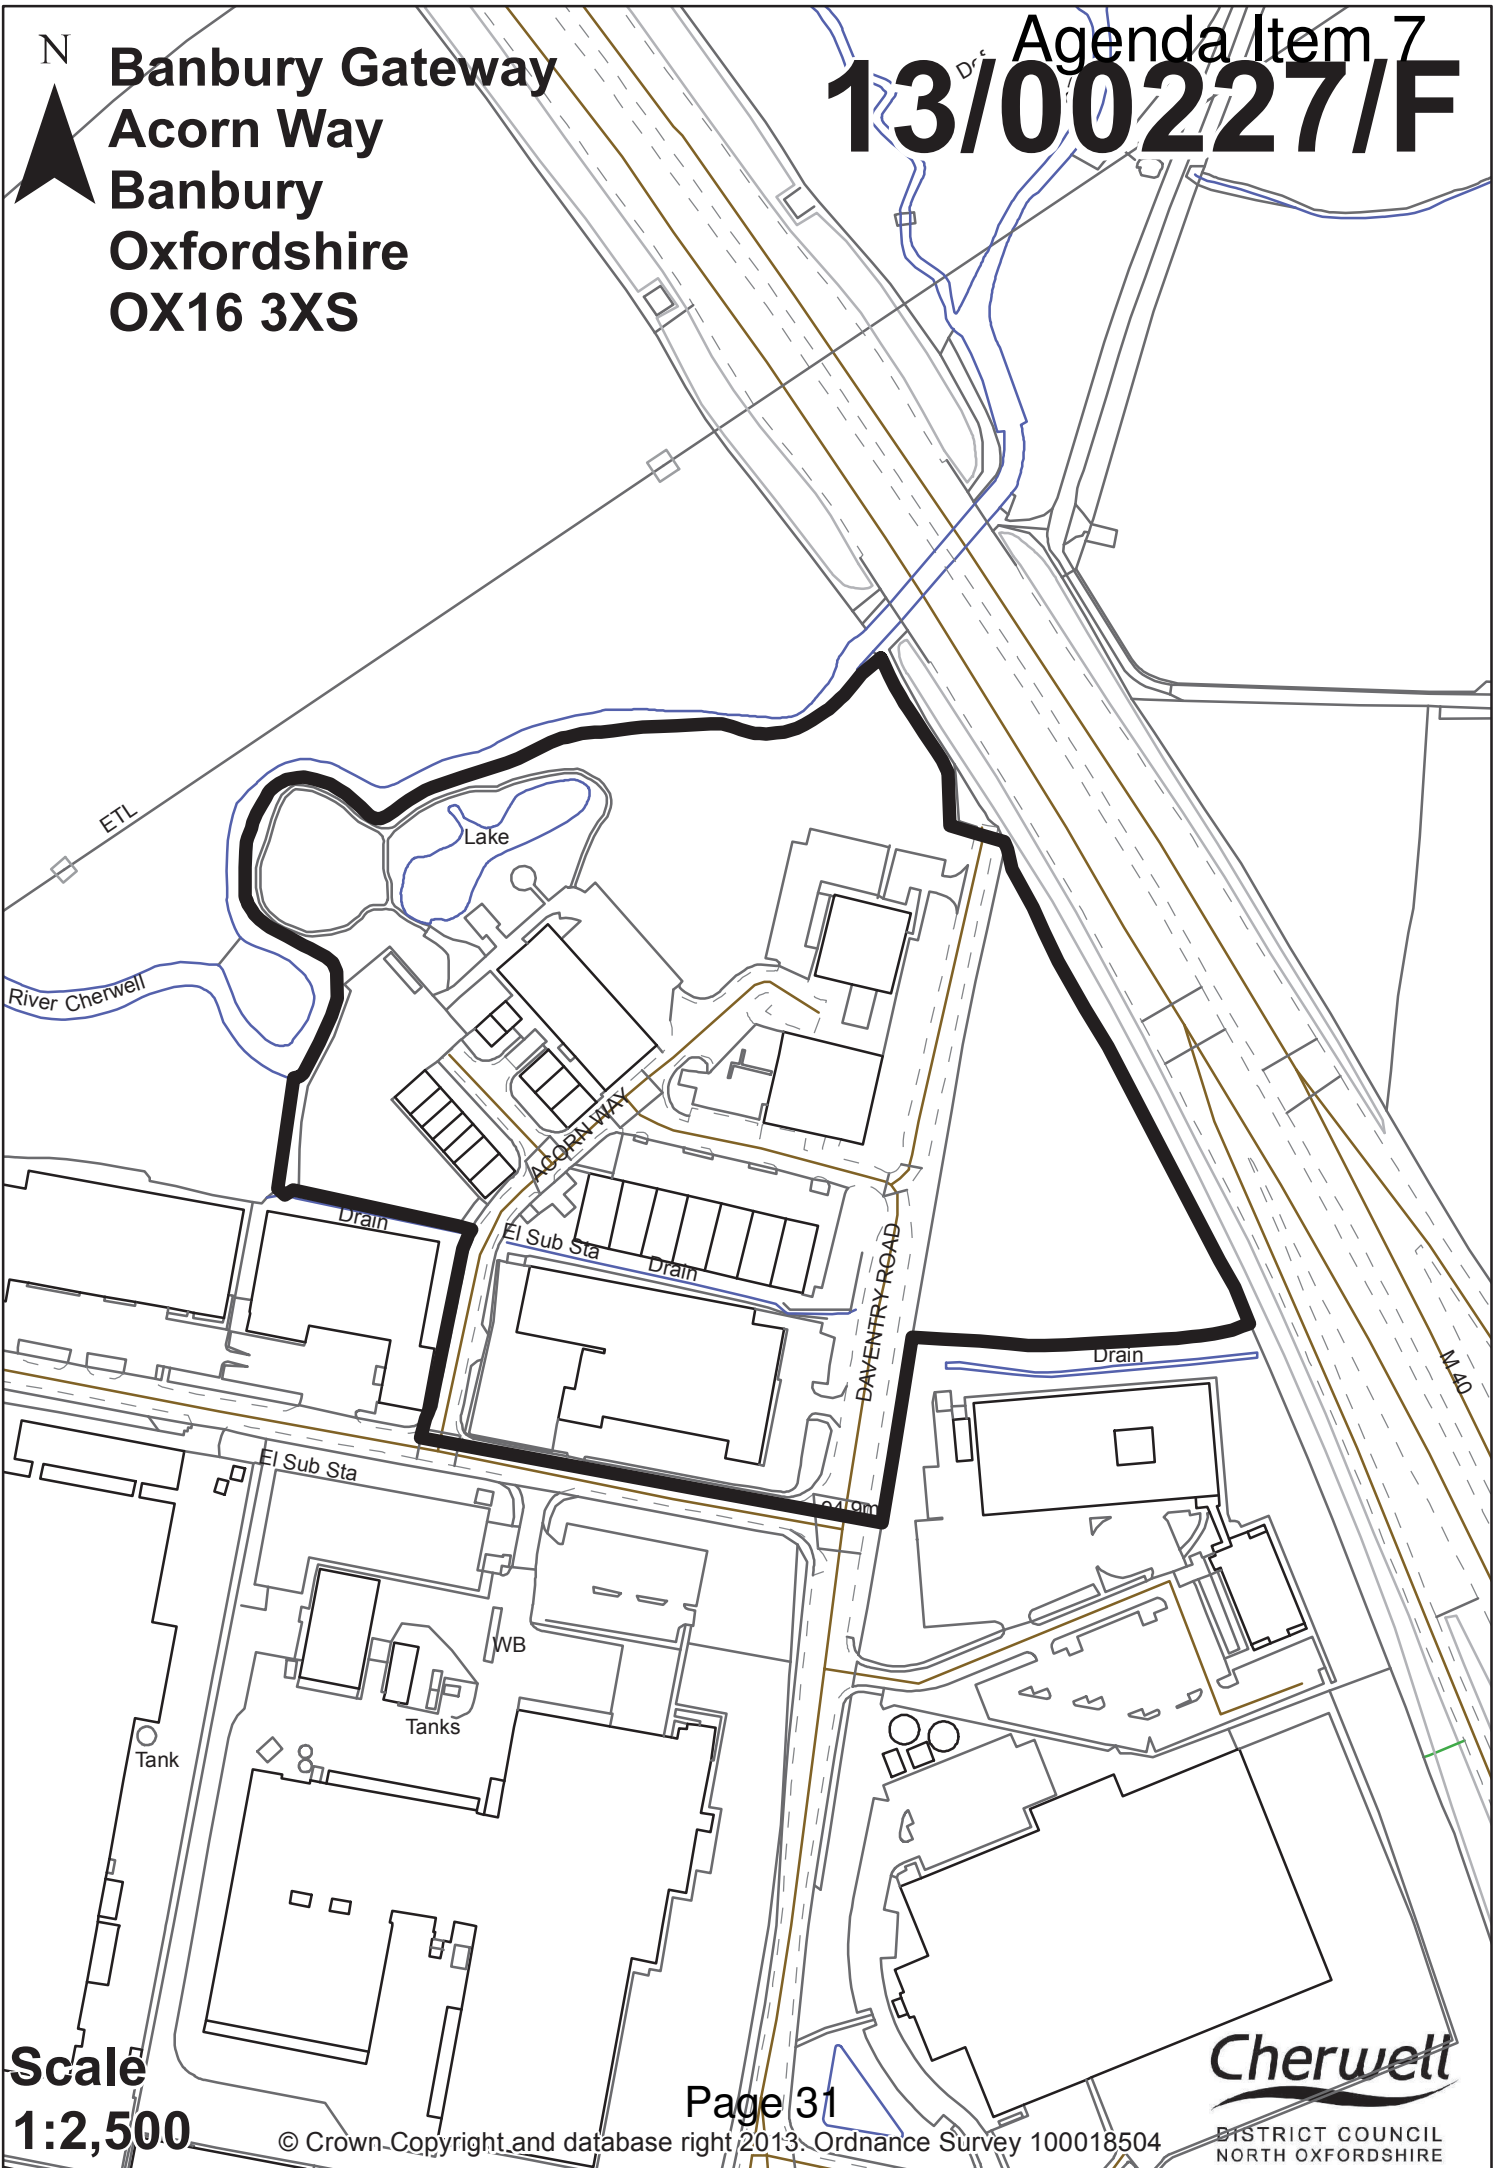 Agenda Item 7
13/00227/F
N
Banbury Gateway
Acorn Way
Banbury
Oxfordshire
OX16 3XS
ETL
Lake
River Cherwell
ACORN WAY
Drain
El Sub Sta
Drain
DAVENTRY ROAD
Drain
M 40
El Sub Sta
WB
Tanks
Tank
Scale
1:2,500
Page 31
© Crown Copyright and database right 2013. Ordnance Survey 100018504
Cherwell
DISTRICT COUNCIL
NORTH OXFORDSHIRE